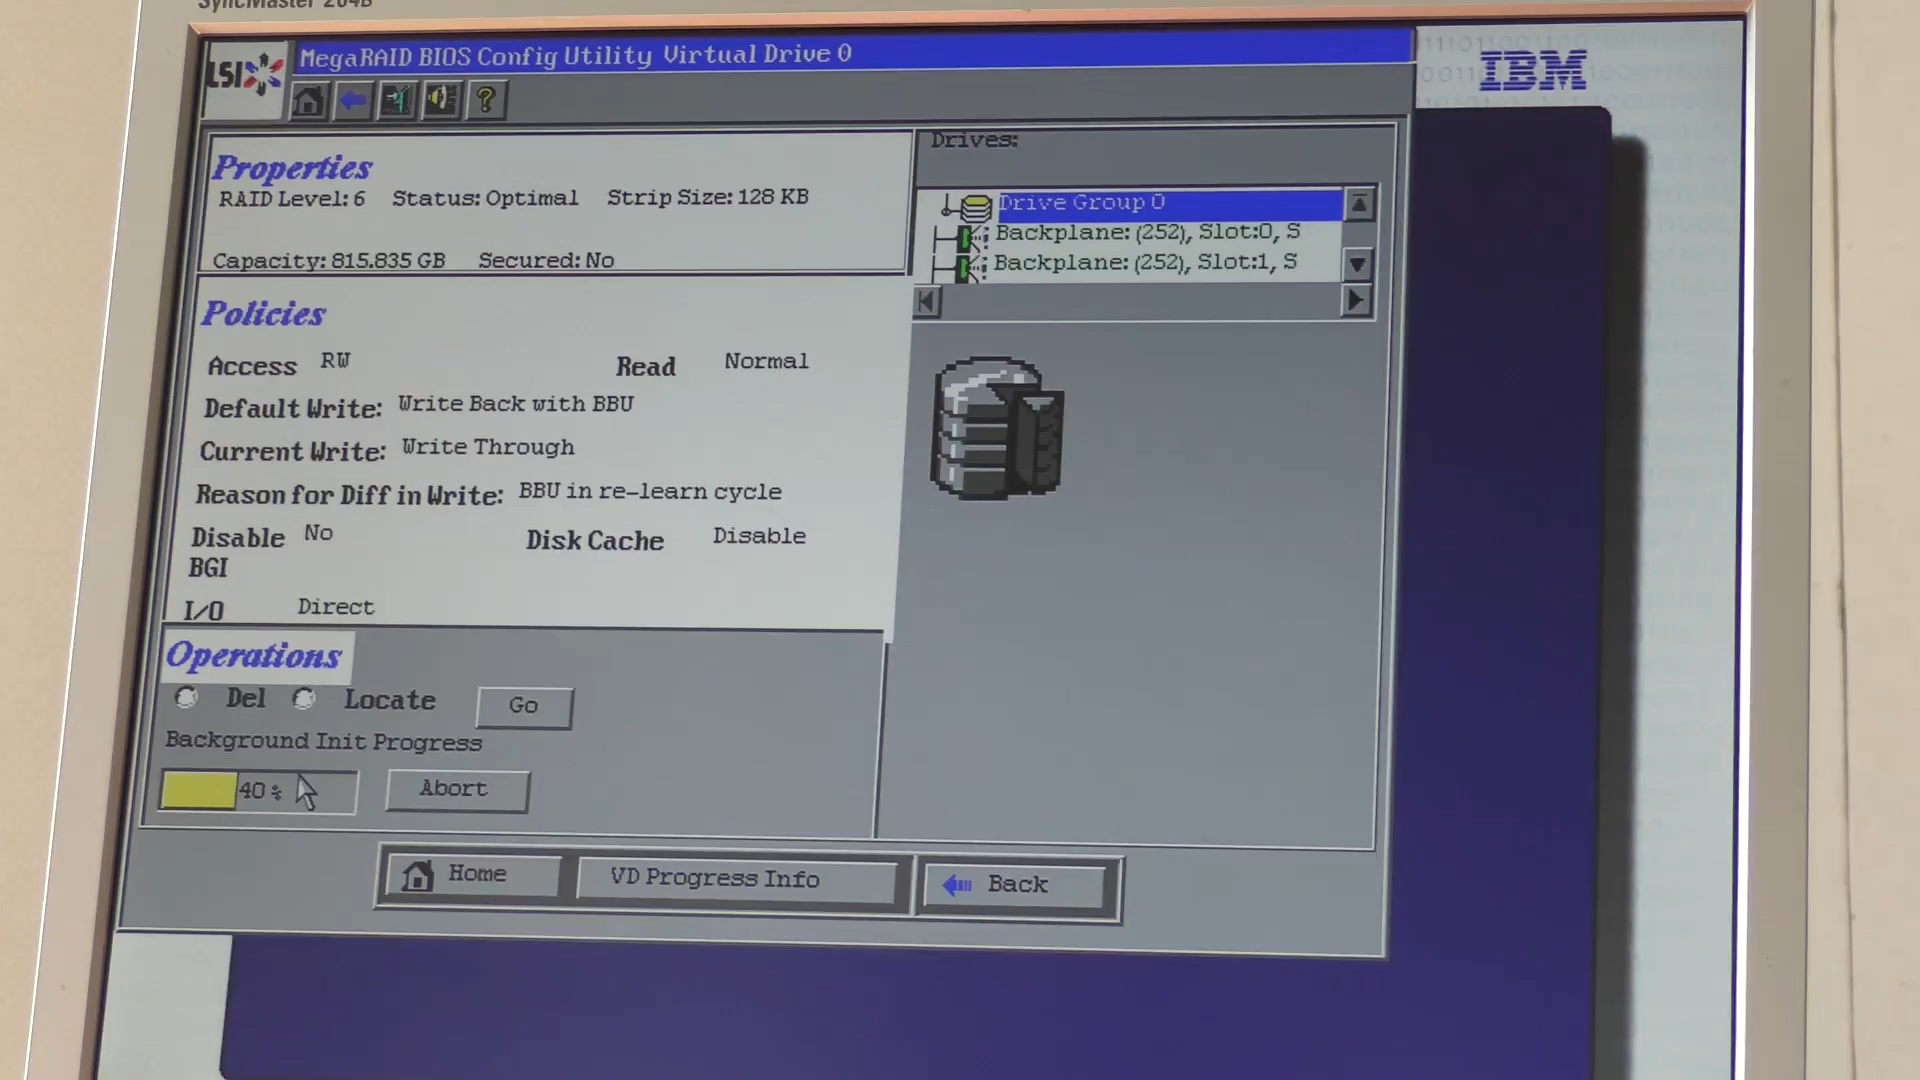 SyncMaster 204B
LSI
MegaRAID BIOS Config Utility Virtual Drive 0
IBM
?
Properties
RAID Level: 6 Status: Optimal Strip Size: 128 KB
Capacity: 815.835 GB Secured: No
Drives:
Drive Group 0
Backplane: (252), Slot:0, S
Backplane: (252), Slot:1, S
Policies
Access RW Read Normal
Default Write: Write Back with BBU
Current Write: Write Through
Reason for Diff in Write: BBU in re-learn cycle
Disable No Disk Cache Disable
BGI
I/O Direct
Operations
Del Locate Go
Background Init Progress
40 % Abort
Home VD Progress Info Back